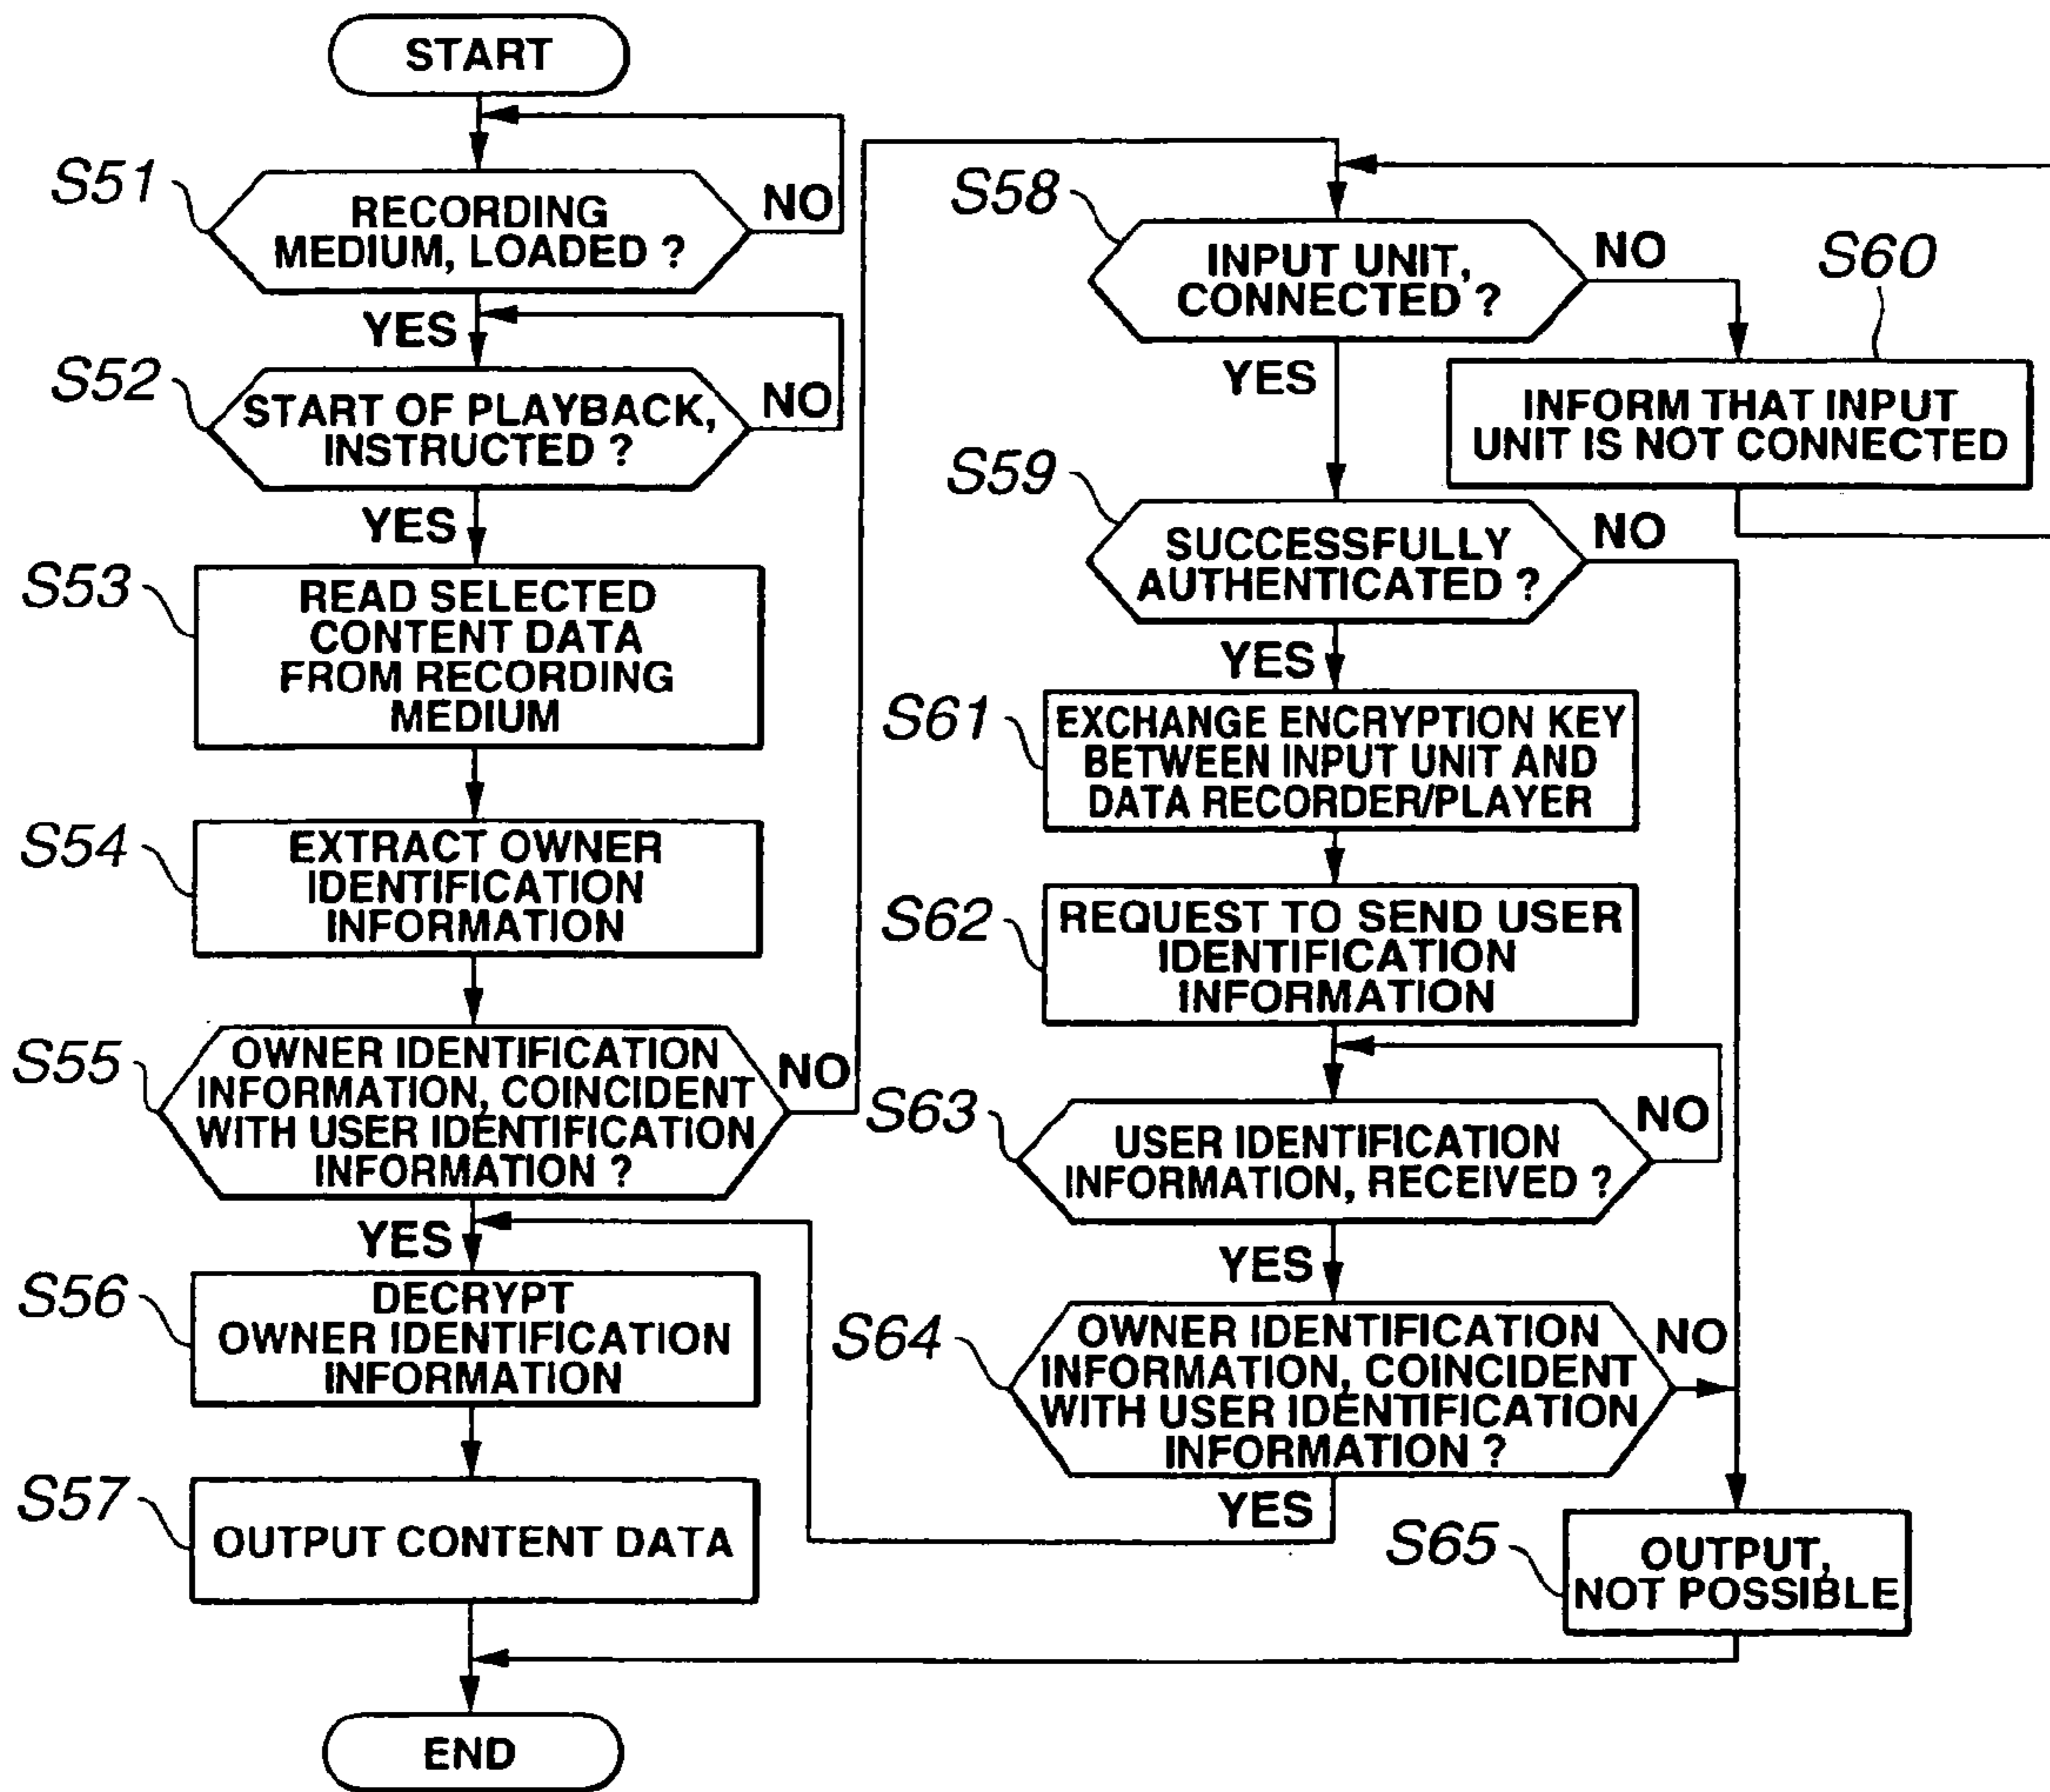 START
S51
RECORDING
MEDIUM, LOADED ?
NO
YES
S52
START OF PLAYBACK,
INSTRUCTED ?
NO
YES
S53
READ SELECTED
CONTENT DATA
FROM RECORDING
MEDIUM
S54
EXTRACT OWNER
IDENTIFICATION
INFORMATION
S55
OWNER IDENTIFICATION
INFORMATION, COINCIDENT
WITH USER IDENTIFICATION
INFORMATION ?
NO
YES
S56
DECRYPT
OWNER IDENTIFICATION
INFORMATION
S57
OUTPUT CONTENT DATA
END
S58
INPUT UNIT,
CONNECTED ?
NO
YES
S60
INFORM THAT INPUT
UNIT IS NOT CONNECTED
S59
SUCCESSFULLY
AUTHENTICATED ?
NO
YES
S61
EXCHANGE ENCRYPTION KEY
BETWEEN INPUT UNIT AND
DATA RECORDER/PLAYER
S62
REQUEST TO SEND USER
IDENTIFICATION
INFORMATION
S63
USER IDENTIFICATION
INFORMATION, RECEIVED ?
NO
YES
S64
OWNER IDENTIFICATION
INFORMATION, COINCIDENT
WITH USER IDENTIFICATION
INFORMATION ?
NO
YES
S65
OUTPUT,
NOT POSSIBLE